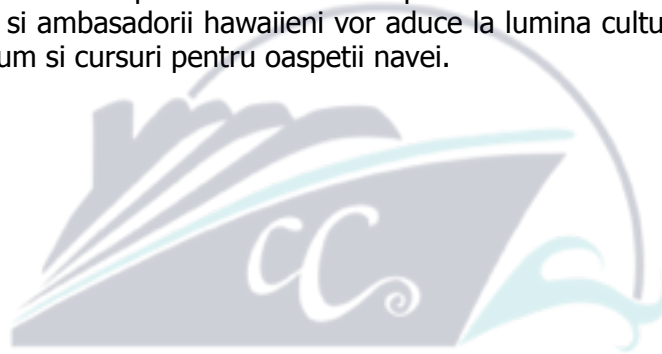 si ambasadorii hawaiieni vor aduce la lumina cultu
um si cursuri pentru oaspetii navei.
CC